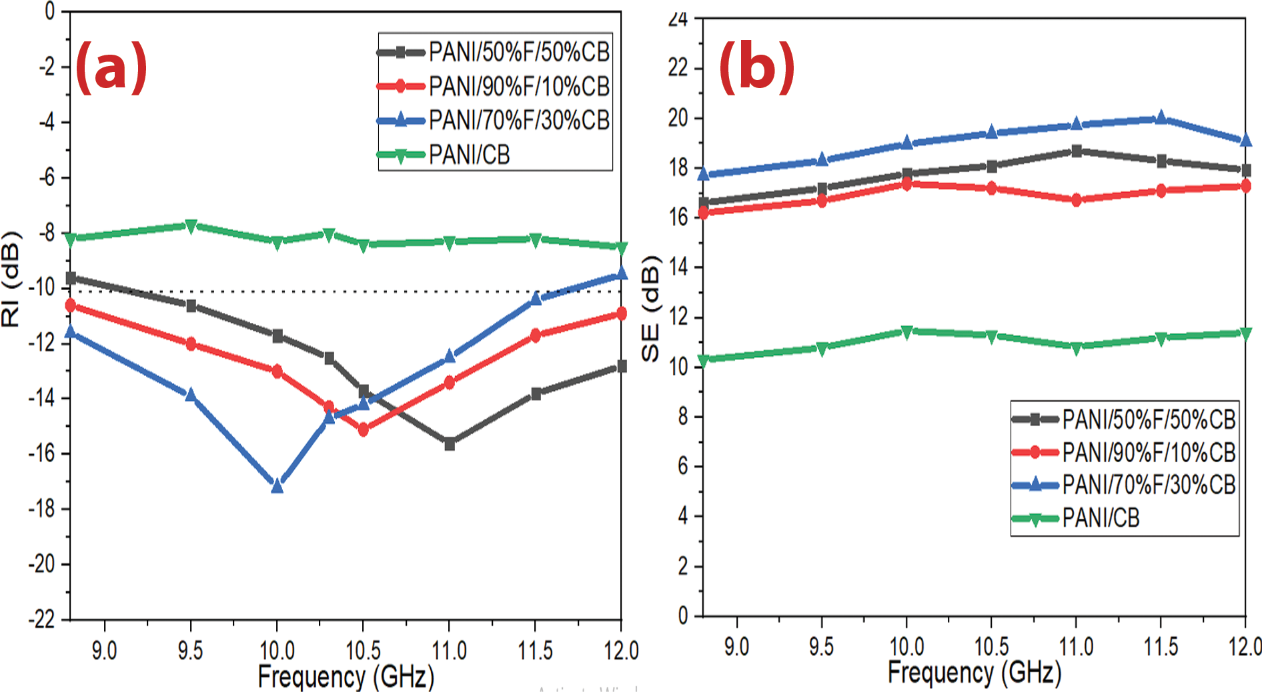 (a)
PANI/50%F/50%CB
PANI/90%F/10%CB
PANI/70%F/30%CB
PANI/CB
0
-2
-4
-6
-8
-10
-12
-14
-16
-18
-20
-22
RI (dB)
9.0 9.5 10.0 10.5 11.0 11.5 12.0
Frequency (GHz)
(b)
24
22
20
18
16
14
12
10
8
6
4
2
0
SE (dB)
PANI/50%F/50%CB
PANI/90%F/10%CB
PANI/70%F/30%CB
PANI/CB
9.0 9.5 10.0 10.5 11.0 11.5 12.0
Frequency (GHz)